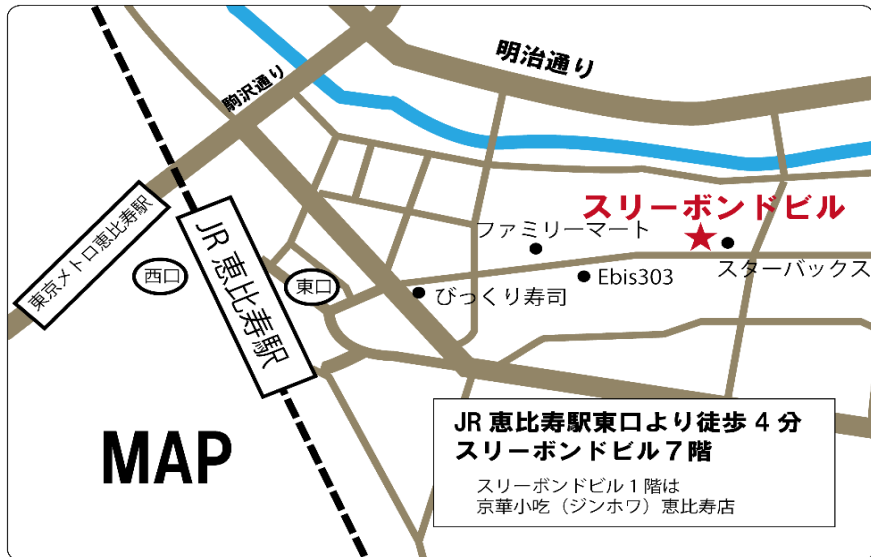 明治通り
駒沢通り
スリーボンドビル
ファミリーマート
スターバックス
Ebis303
びっくり寿司
東京メトロ恵比寿駅
西口
JR恵比寿駅
東口
MAP
JR恵比寿駅東口より徒歩4分
スリーボンドビル7階
スリーボンドビル1階は
京華小吃（ジンホワ）恵比寿店